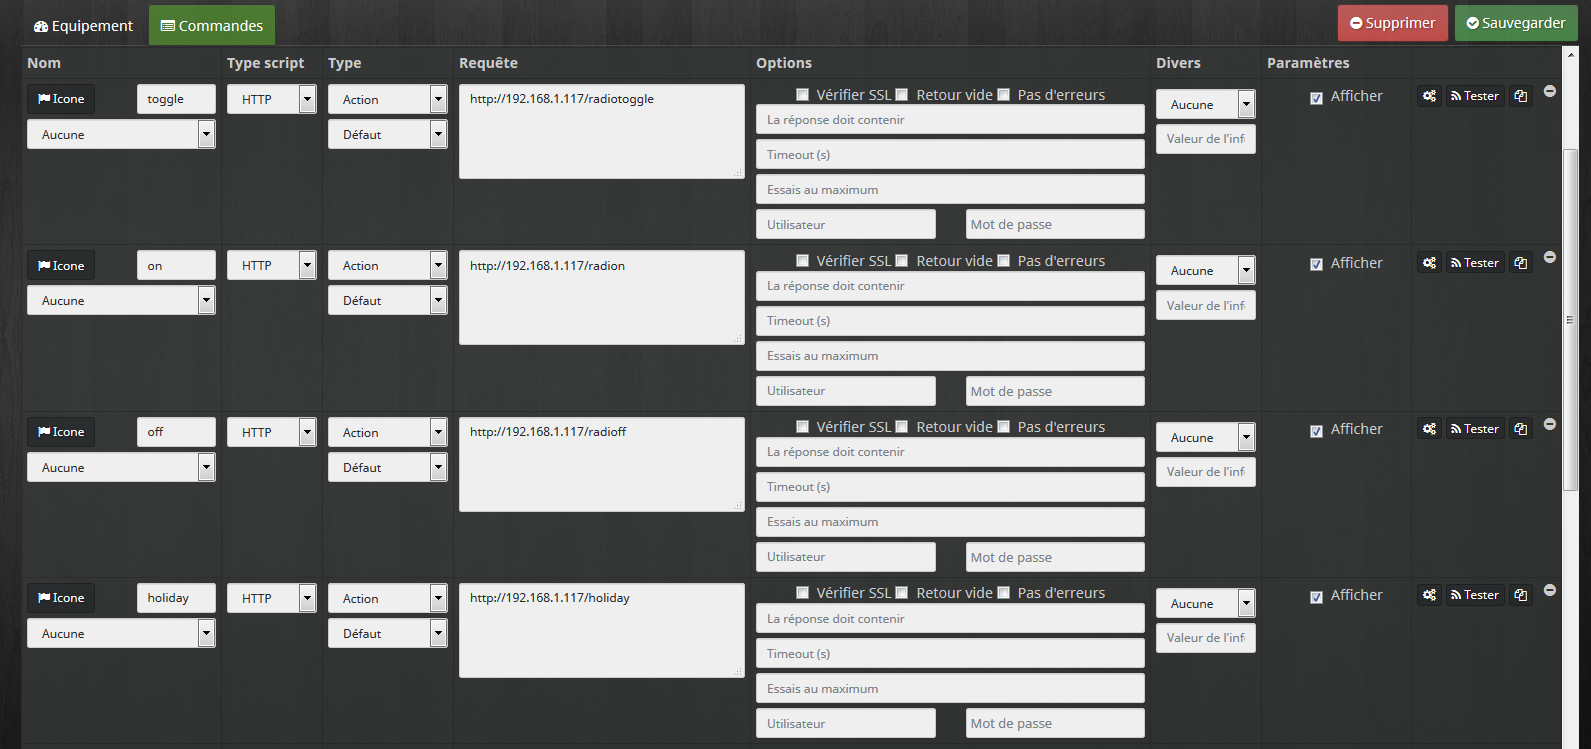 Equipement Commandes Supprimer Sauvegarder
Nom Type script Type Requête Options Divers Paramètres
Icone toggle HTTP Action http://192.168.1.117/radiotoggle Vérifier SSL Retour vide Pas d'erreurs Aucune Afficher Tester
Aucune Défaut La réponse doit contenir Valeur de l'inf
Timeout (s)
Essais au maximum
Utilisateur Mot de passe
Icone on HTTP Action http://192.168.1.117/radion Vérifier SSL Retour vide Pas d'erreurs Aucune Afficher Tester
Aucune Défaut La réponse doit contenir Valeur de l'inf
Timeout (s)
Essais au maximum
Utilisateur Mot de passe
Icone off HTTP Action http://192.168.1.117/radioff Vérifier SSL Retour vide Pas d'erreurs Aucune Afficher Tester
Aucune Défaut La réponse doit contenir Valeur de l'inf
Timeout (s)
Essais au maximum
Utilisateur Mot de passe
Icone holiday HTTP Action http://192.168.1.117/holiday Vérifier SSL Retour vide Pas d'erreurs Aucune Afficher Tester
Aucune Défaut La réponse doit contenir Valeur de l'inf
Timeout (s)
Essais au maximum
Utilisateur Mot de passe